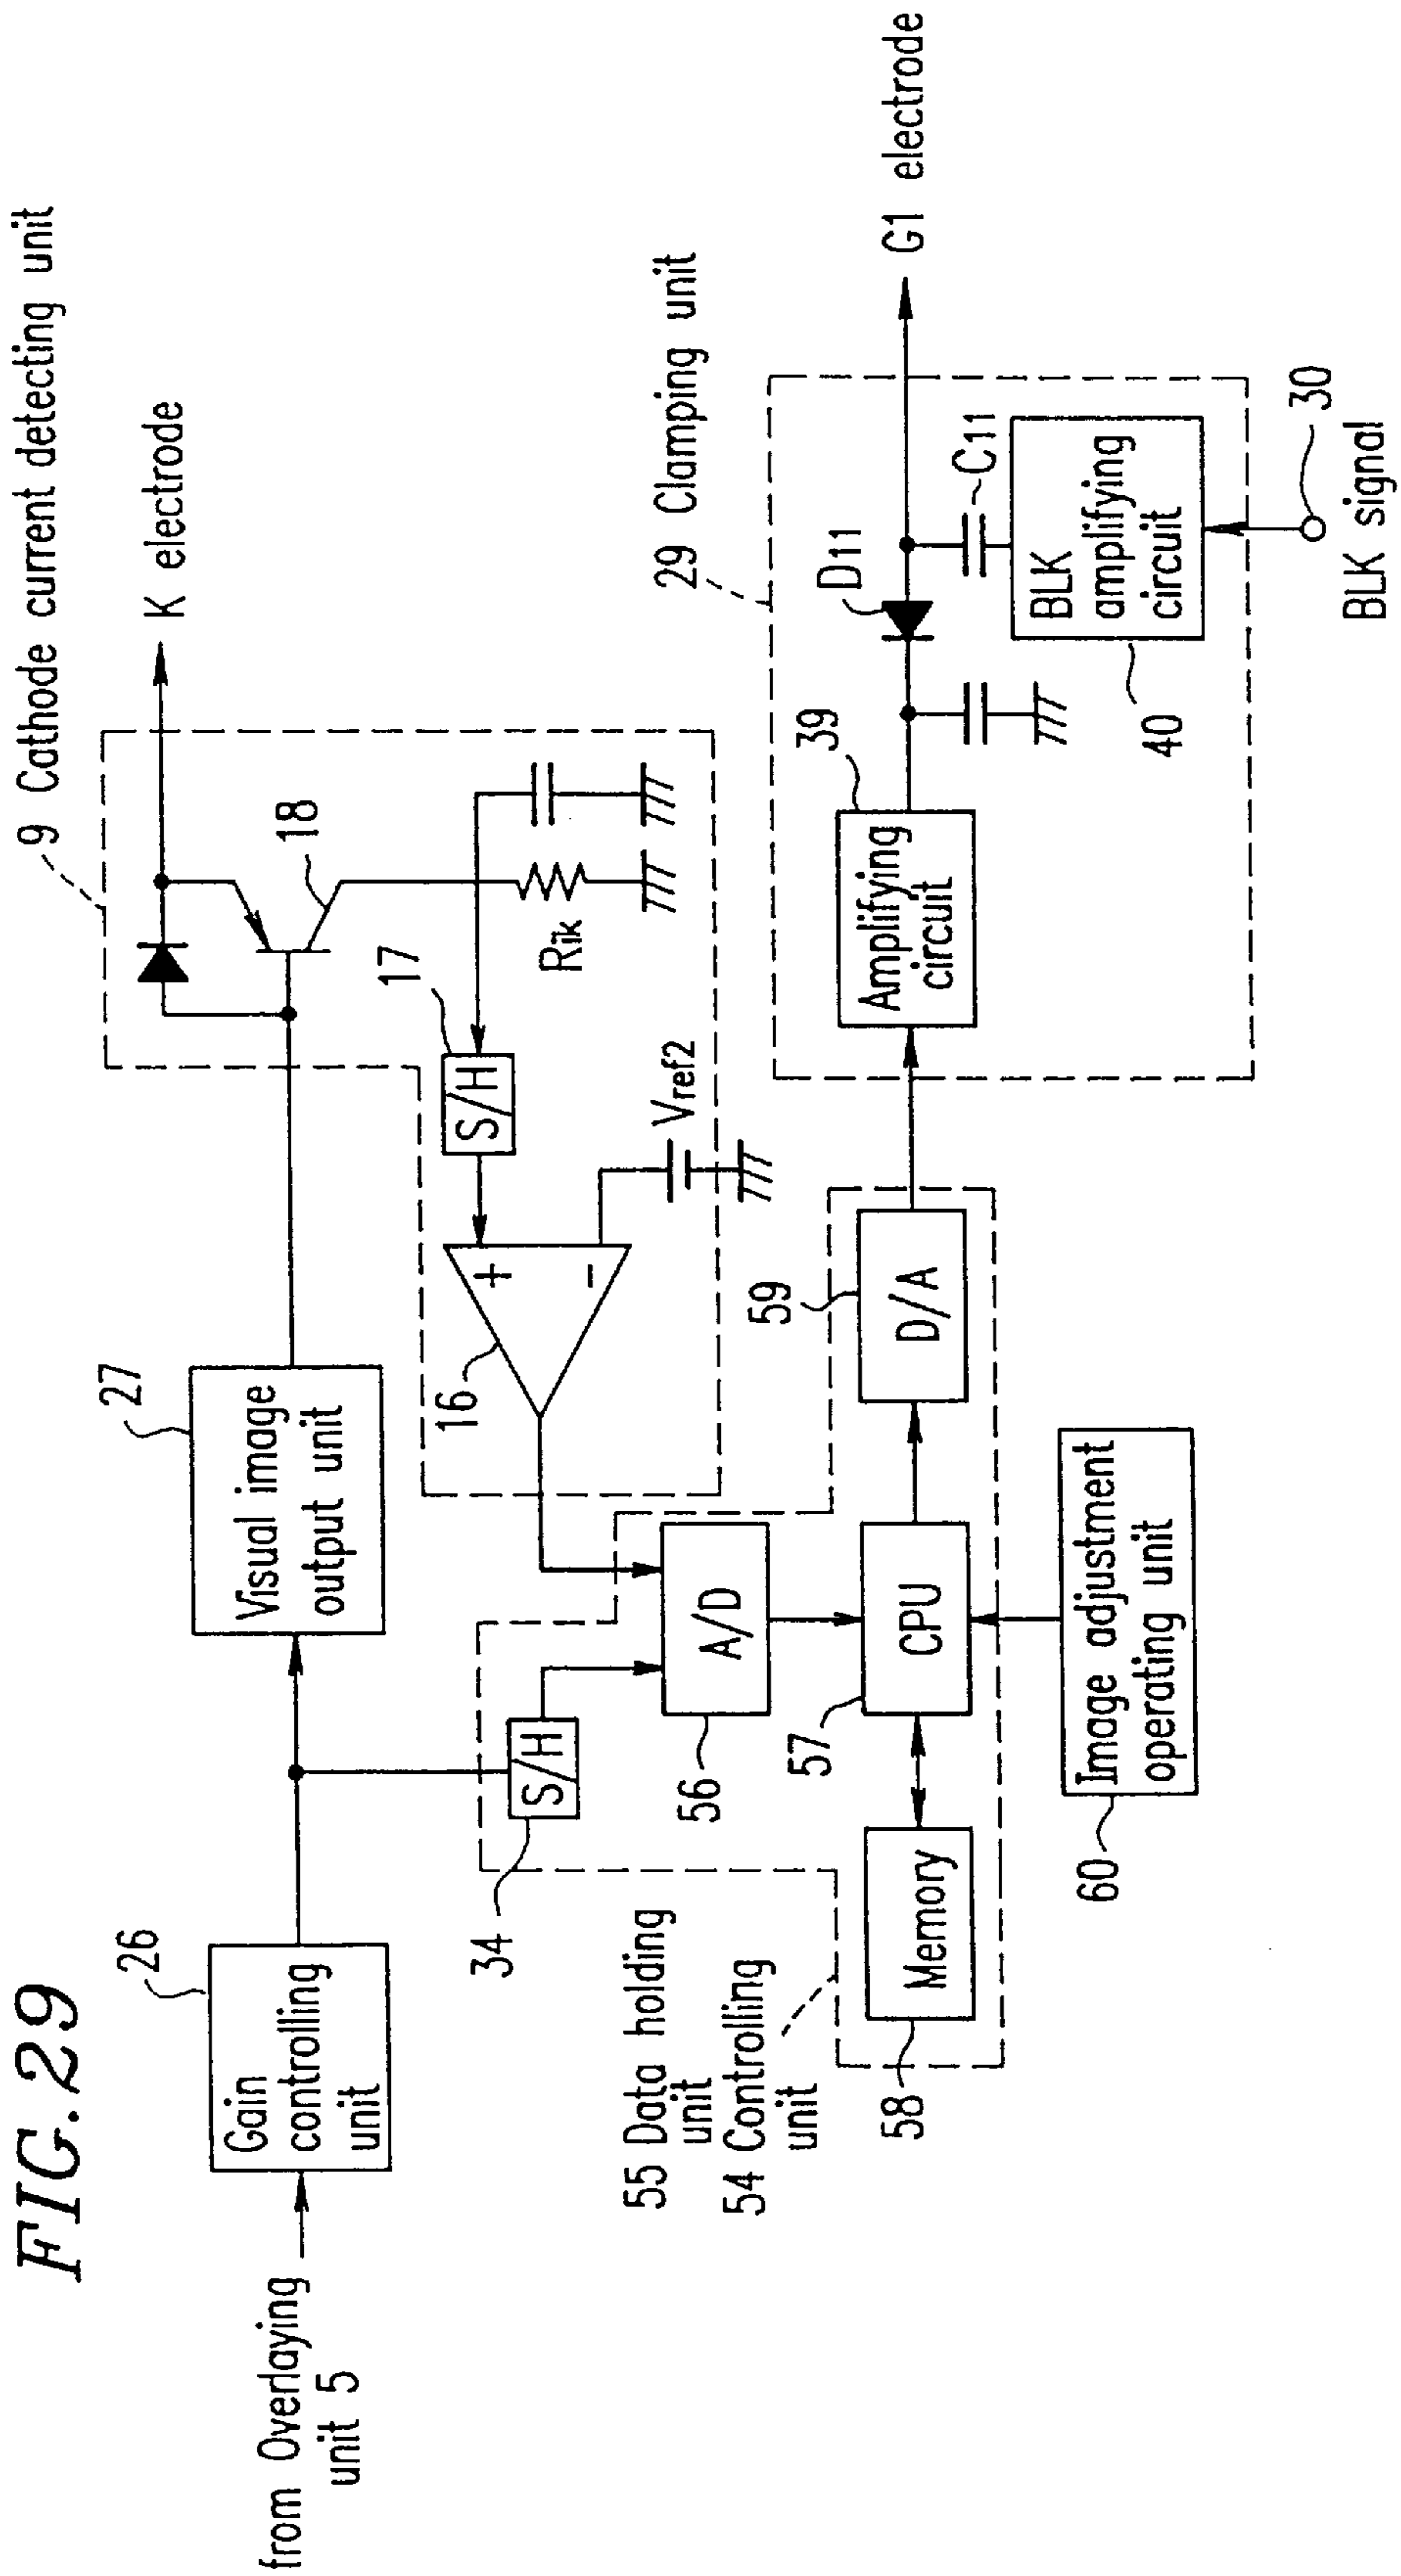 FIG.29
from Overlaying
unit 5
Gain
controlling
unit
26
Visual image
output unit
27
9 Cathode current detecting unit
K electrode
18
17
S/H
Rik
16
+
-
Vref2
34
S/H
55 Data holding
unit
54 Controlling
unit
A/D
56
CPU
57
Memory
58
D/A
59
Image adjustment
operating unit
60
29 Clamping unit
Amplifying
circuit
39
D11
C11
BLK
amplifying
circuit
40
G1 electrode
30
BLK signal